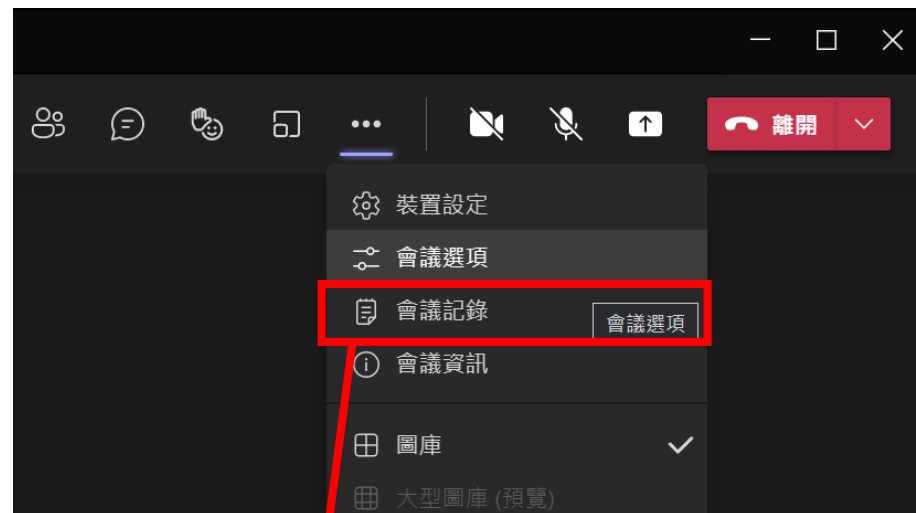 離開
裝置設定
會議選項
會議記錄
會議選項
會議資訊
圖庫
大型圖庫 (預覽)